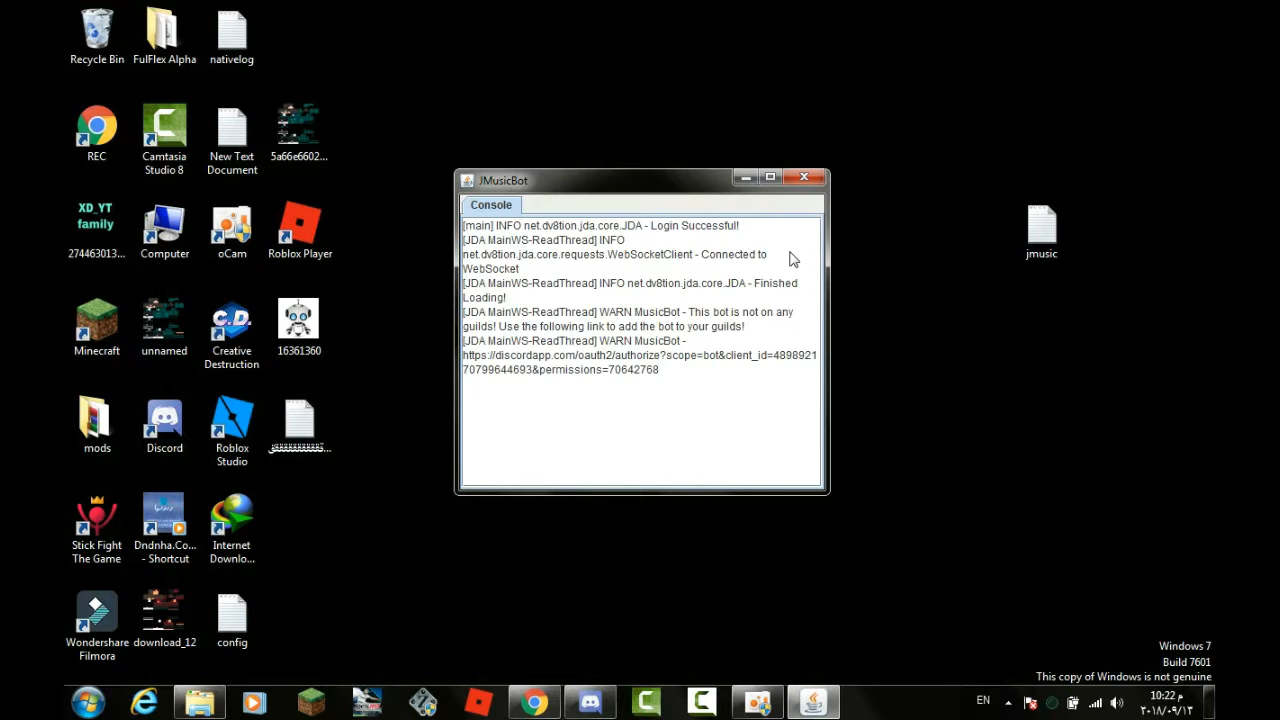 Recycle Bin
FulFlex Alpha
nativelog
REC
Camtasia
Studio 8
New Text
Document
5a66e6602...
XD_YT
family
274463013...
Computer
oCam
Roblox Player
Minecraft
unnamed
C.D.
Creative
Destruction
16361360
mods
Discord
Roblox
Studio
Stick Fight
The Game
Dndnha.Co...
- Shortcut
Internet
Downlo...
Wondershare
Filmora
download_12
config
JMusicBot
Console
[main] INFO net.dv8tion.jda.core.JDA - Login Successful!
[JDA MainWS-ReadThread] INFO
net.dv8tion.jda.core.requests.WebSocketClient - Connected to
WebSocket
[JDA MainWS-ReadThread] INFO net.dv8tion.jda.core.JDA - Finished
Loading!
[JDA MainWS-ReadThread] WARN MusicBot - This bot is not on any
guilds! Use the following link to add the bot to your guilds!
[JDA MainWS-ReadThread] WARN MusicBot -
https://discordapp.com/oauth2/authorize?scope=bot&client_id=4898921
70799644693&permissions=70642768
jmusic
Windows 7
Build 7601
This copy of Windows is not genuine
EN
10:22 م
٢٠١٨/٠٩/١٣